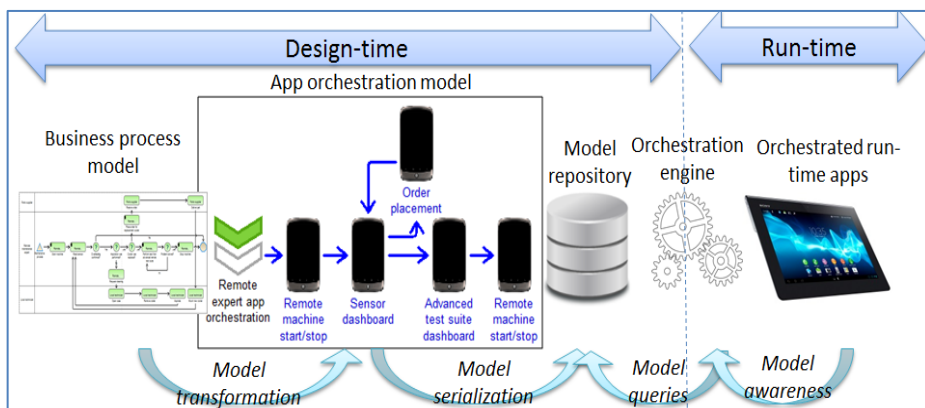 Design-time
Run-time
App orchestration model
Business process
model
Order
placement
Remote
expert app
orchestration
Remote
machine
start/stop
Sensor
dashboard
Advanced
test suite
dashboard
Remote
machine
start/stop
Model
repository
Orchestration
engine
Orchestrated run-
time apps
Model
transformation
Model
serialization
Model
queries
Model
awareness